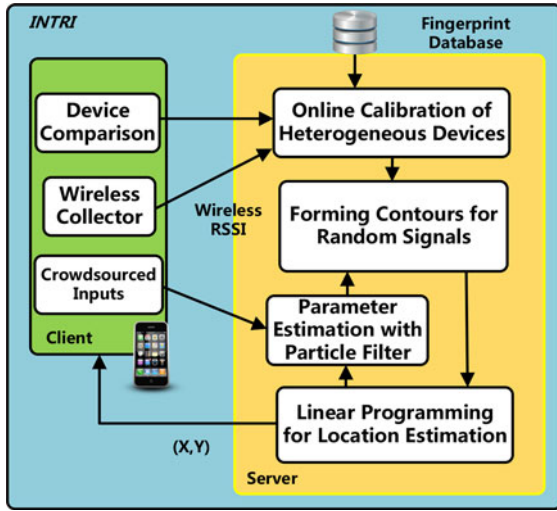 INTRI
Fingerprint
Database
Device
Comparison
Online Calibration of
Heterogeneous Devices
Wireless
Collector
Wireless
RSSI
Forming Contours for
Random Signals
Crowdsourced
Inputs
Parameter
Estimation with
Particle Filter
Client
Linear Programming
for Location Estimation
(X,Y)
Server